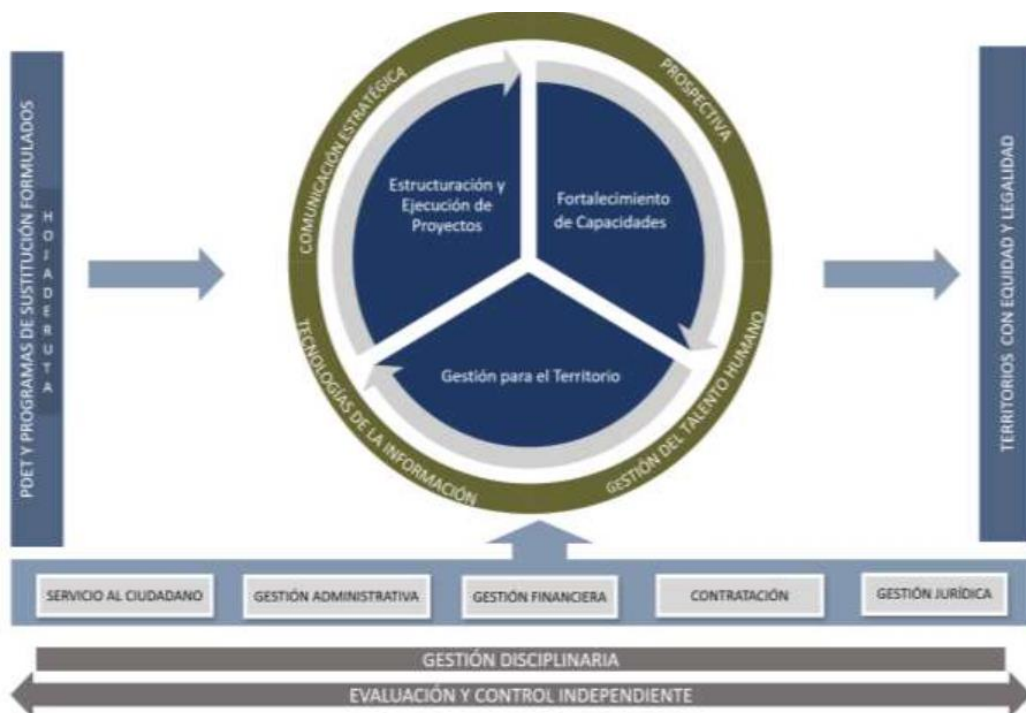 PDET Y PROGRAMAS DE SUSTITUCIÓN FORMULADOS
HOJADERUTA
COMUNICACIÓN ESTRATÉGICA
PROSPECTIVA
Estructuración y
Ejecución de
Proyectos
Fortalecimiento
de Capacidades
Gestión para el Territorio
TECNOLOGÍAS DE LA INFORMACIÓN
GESTIÓN DEL TALENTO HUMANO
TERRITORIOS CON EQUIDAD Y LEGALIDAD
SERVICIO AL CIUDADANO
GESTIÓN ADMINISTRATIVA
GESTIÓN FINANCIERA
CONTRATACIÓN
GESTIÓN JURÍDICA
GESTIÓN DISCIPLINARIA
EVALUACIÓN Y CONTROL INDEPENDIENTE